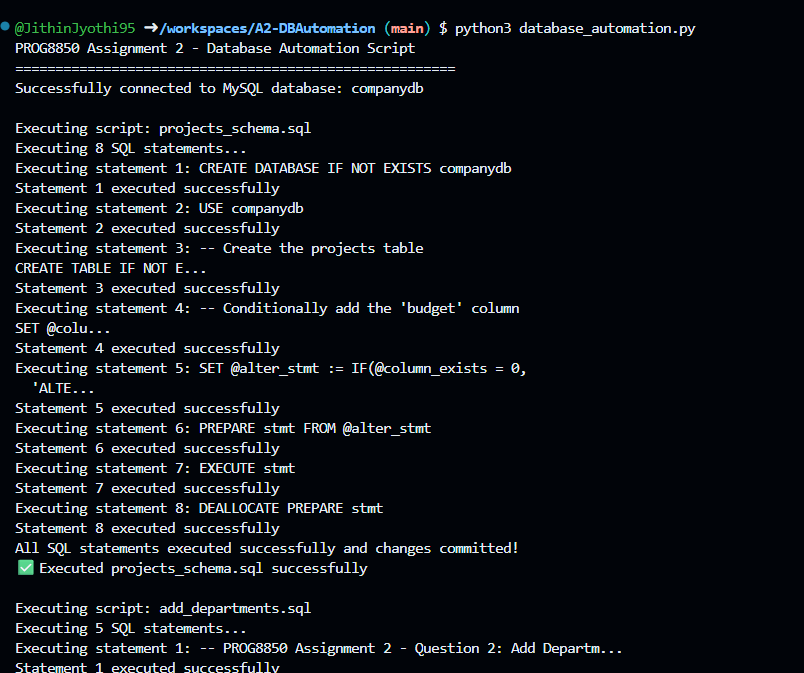 @JithinJyothi95 ➜/workspaces/A2-DBAutomation (main) $ python3 database_automation.py
PROG8850 Assignment 2 - Database Automation Script
=======================================================
Successfully connected to MySQL database: companydb
Executing script: projects_schema.sql
Executing 8 SQL statements...
Executing statement 1: CREATE DATABASE IF NOT EXISTS companydb
Statement 1 executed successfully
Executing statement 2: USE companydb
Statement 2 executed successfully
Executing statement 3: -- Create the projects table
CREATE TABLE IF NOT E...
Statement 3 executed successfully
Executing statement 4: -- Conditionally add the 'budget' column
SET @colu...
Statement 4 executed successfully
Executing statement 5: SET @alter_stmt := IF(@column_exists = 0,
'ALTE...
Statement 5 executed successfully
Executing statement 6: PREPARE stmt FROM @alter_stmt
Statement 6 executed successfully
Executing statement 7: EXECUTE stmt
Statement 7 executed successfully
Executing statement 8: DEALLOCATE PREPARE stmt
Statement 8 executed successfully
All SQL statements executed successfully and changes committed!
✅ Executed projects_schema.sql successfully
Executing script: add_departments.sql
Executing 5 SQL statements...
Executing statement 1: -- PROG8850 Assignment 2 - Question 2: Add Departm...
Statement 1 executed successfully